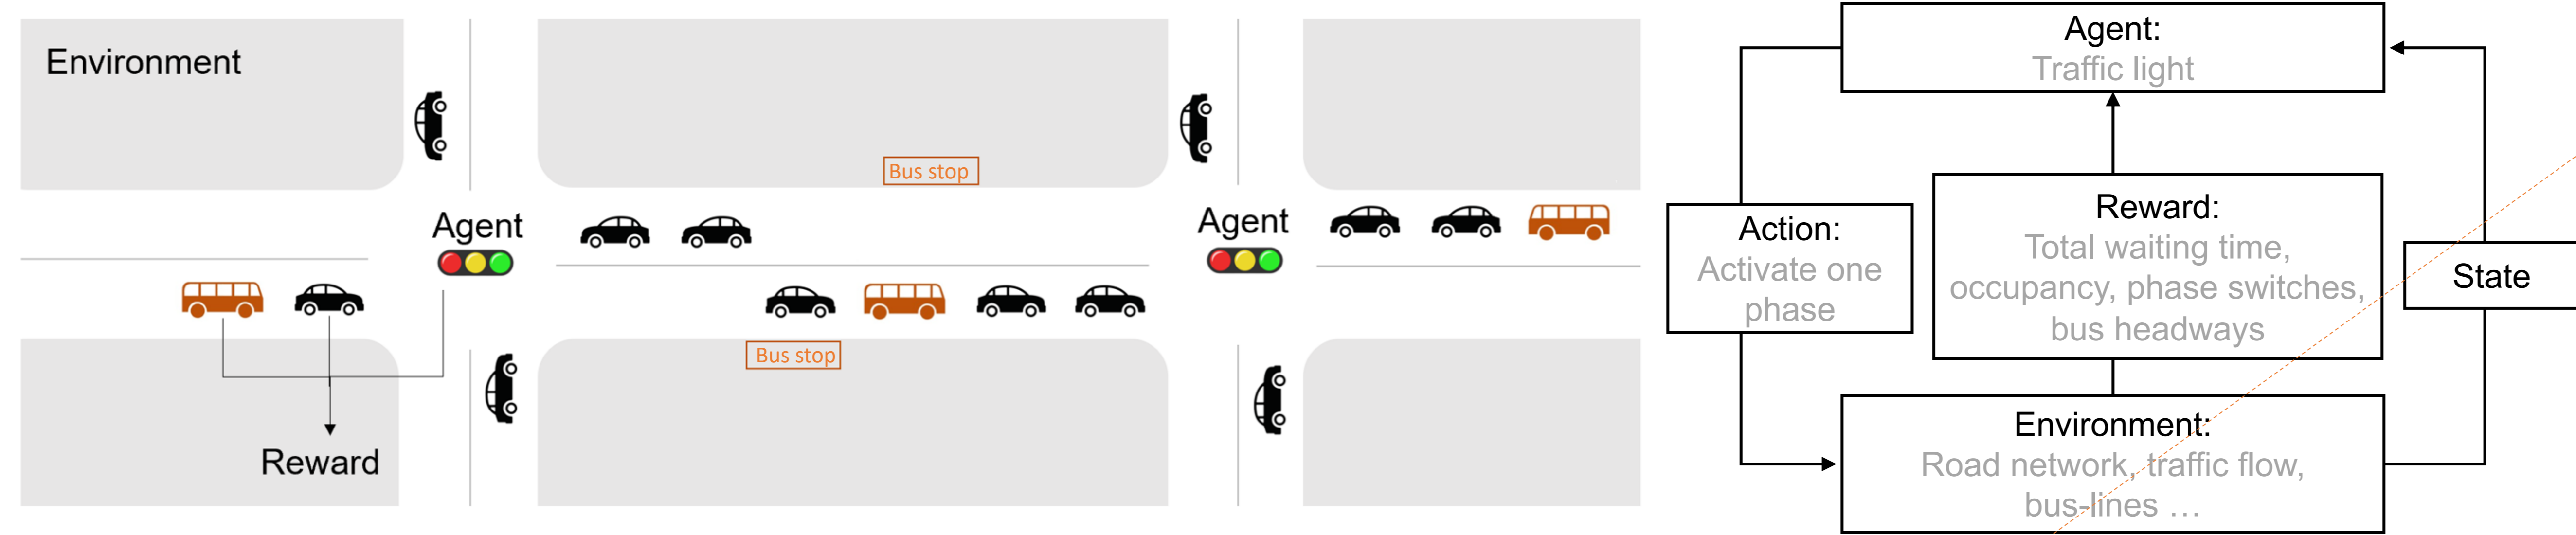 Environment
Bus stop
Agent
Agent
Bus stop
Reward
Agent:
Traffic light
Action:
Activate one
phase
Reward:
Total waiting time,
occupancy, phase switches,
bus headways
State
Environment:
Road network, traffic flow,
bus-lines …